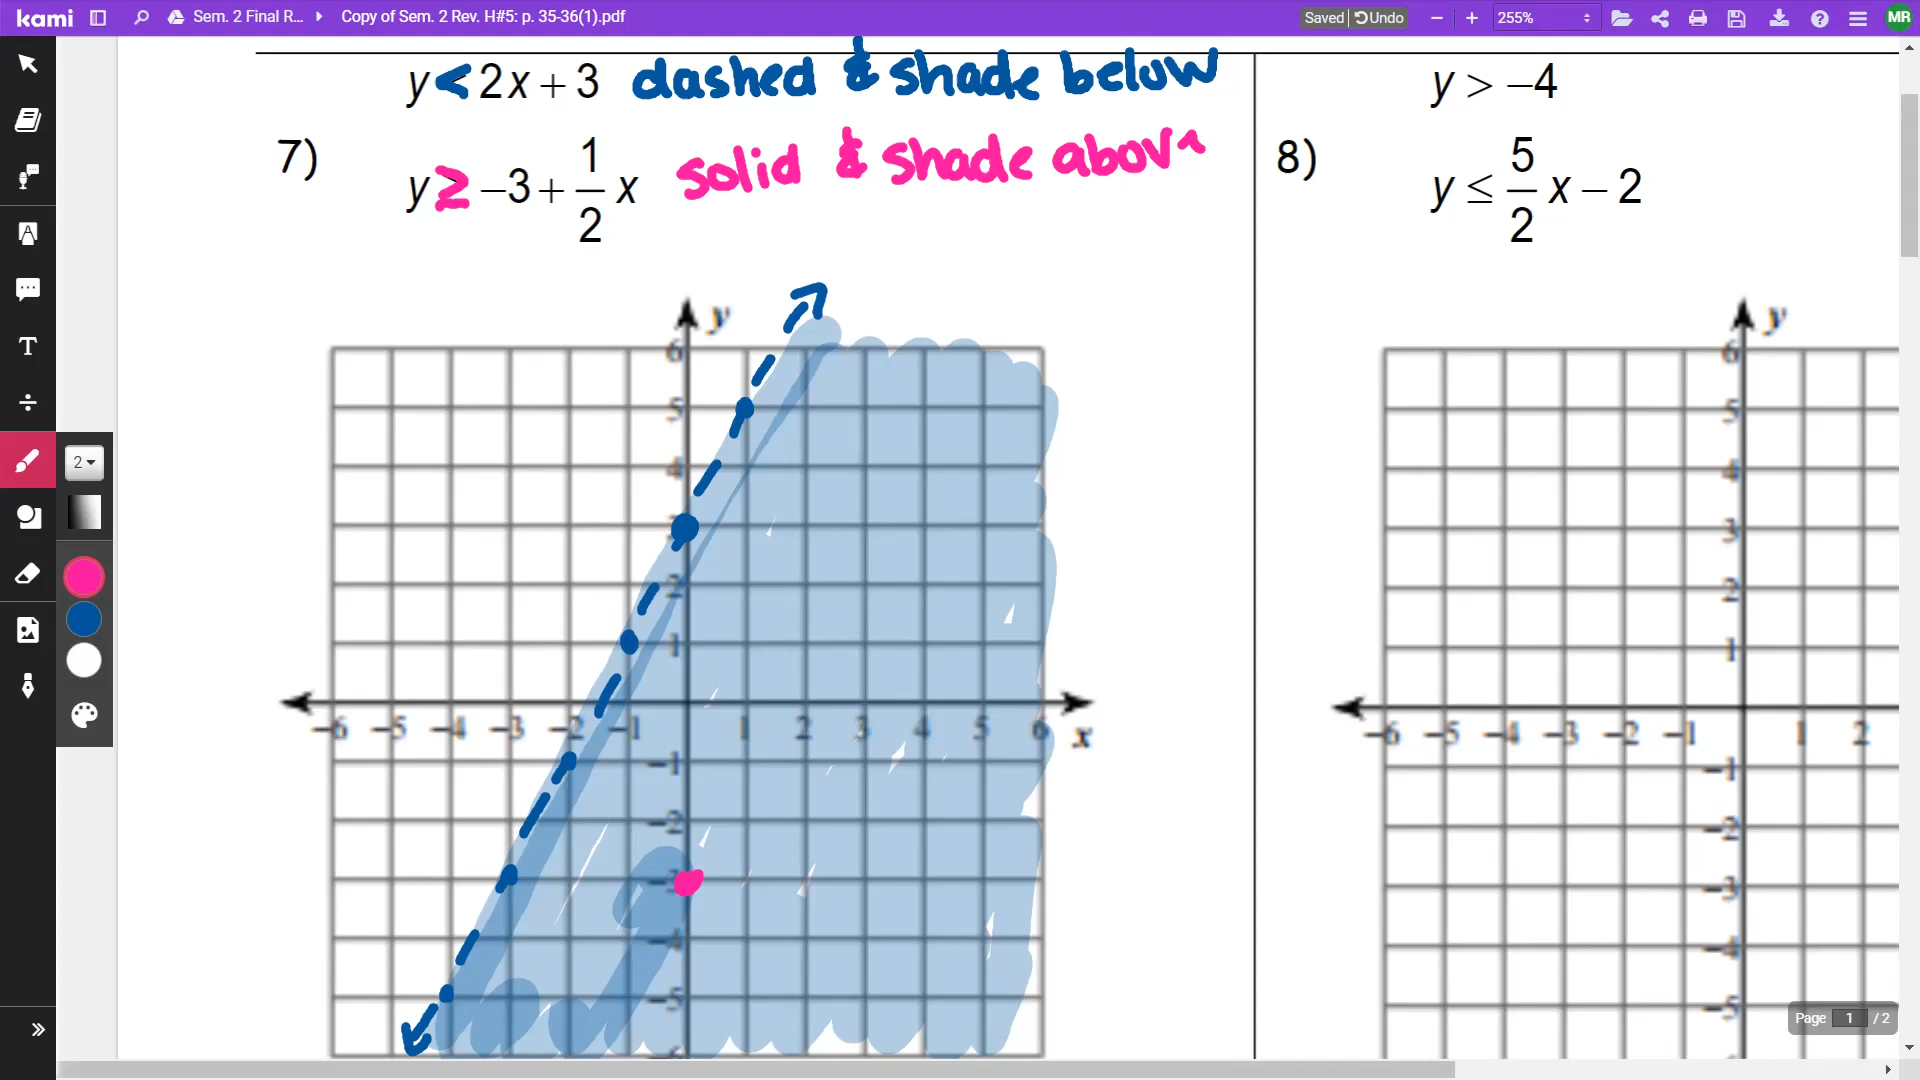 kami Sem. 2 Final R... Copy of Sem. 2 Rev. H#5: p. 35-36(1).pdf Saved Undo 255% MR
y < 2x + 3 dashed & shade below
7) y ≥ -3 + 1/2 x solid & shade above
y > -4
8) y ≤ 5/2 x - 2
2
y
6
5
4
3
2
1
-6 -5 -4 -3 -2 -1 1 2 3 4 5 6 x
-1
-2
-3
-4
-5
-6
y
6
5
4
3
2
1
-6 -5 -4 -3 -2 -1 1 2
-1
-2
-3
-4
-5
Page 1 / 2